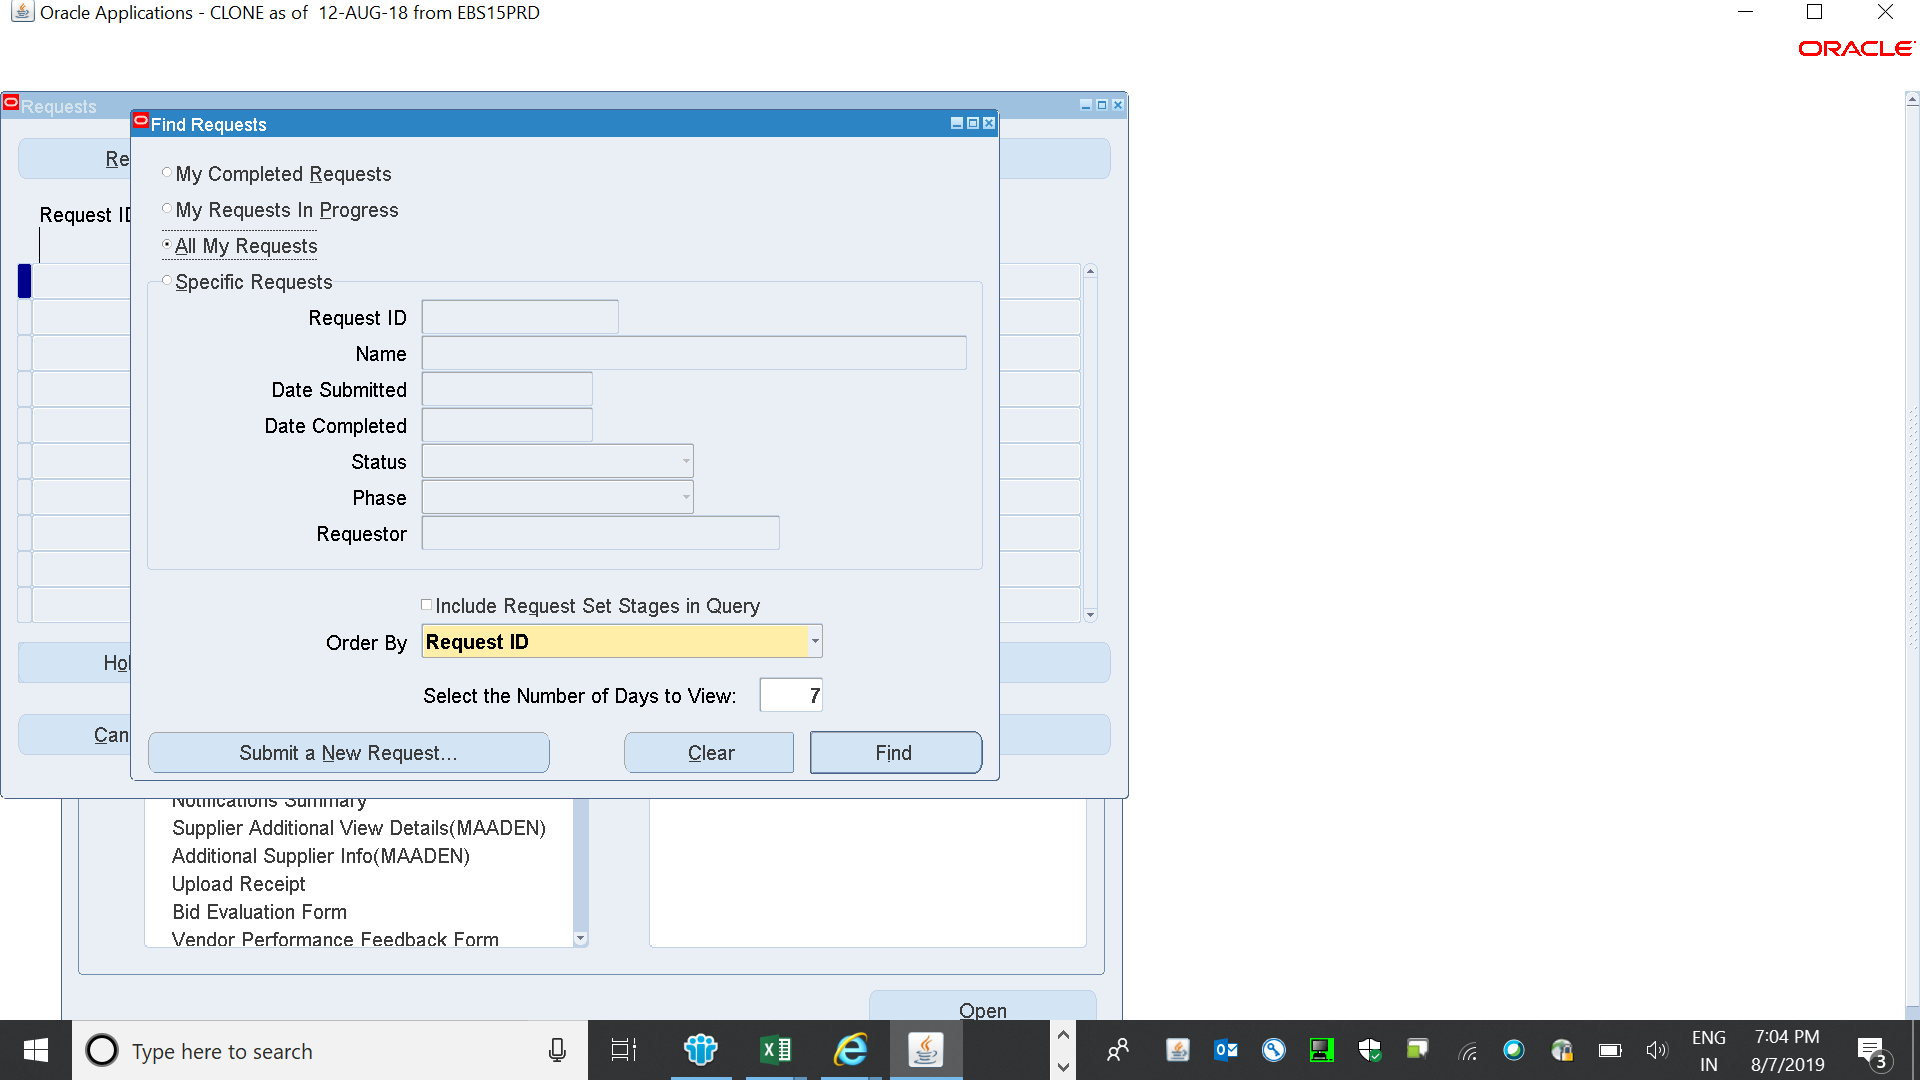 Oracle Applications - CLONE as of  12-AUG-18 from EBS15PRD
ORACLE
Requests
Find Requests
My Completed Requests
My Requests In Progress
All My Requests
Specific Requests
Request ID
Name
Date Submitted
Date Completed
Status
Phase
Requestor
Include Request Set Stages in Query
Order By Request ID
Select the Number of Days to View: 7
Submit a New Request... Clear Find
Re
Request ID
Hol
Can
Notifications Summary
Supplier Additional View Details(MAADEN)
Additional Supplier Info(MAADEN)
Upload Receipt
Bid Evaluation Form
Vendor Performance Feedback Form
Open
Type here to search
ENG
IN
7:04 PM
8/7/2019
3